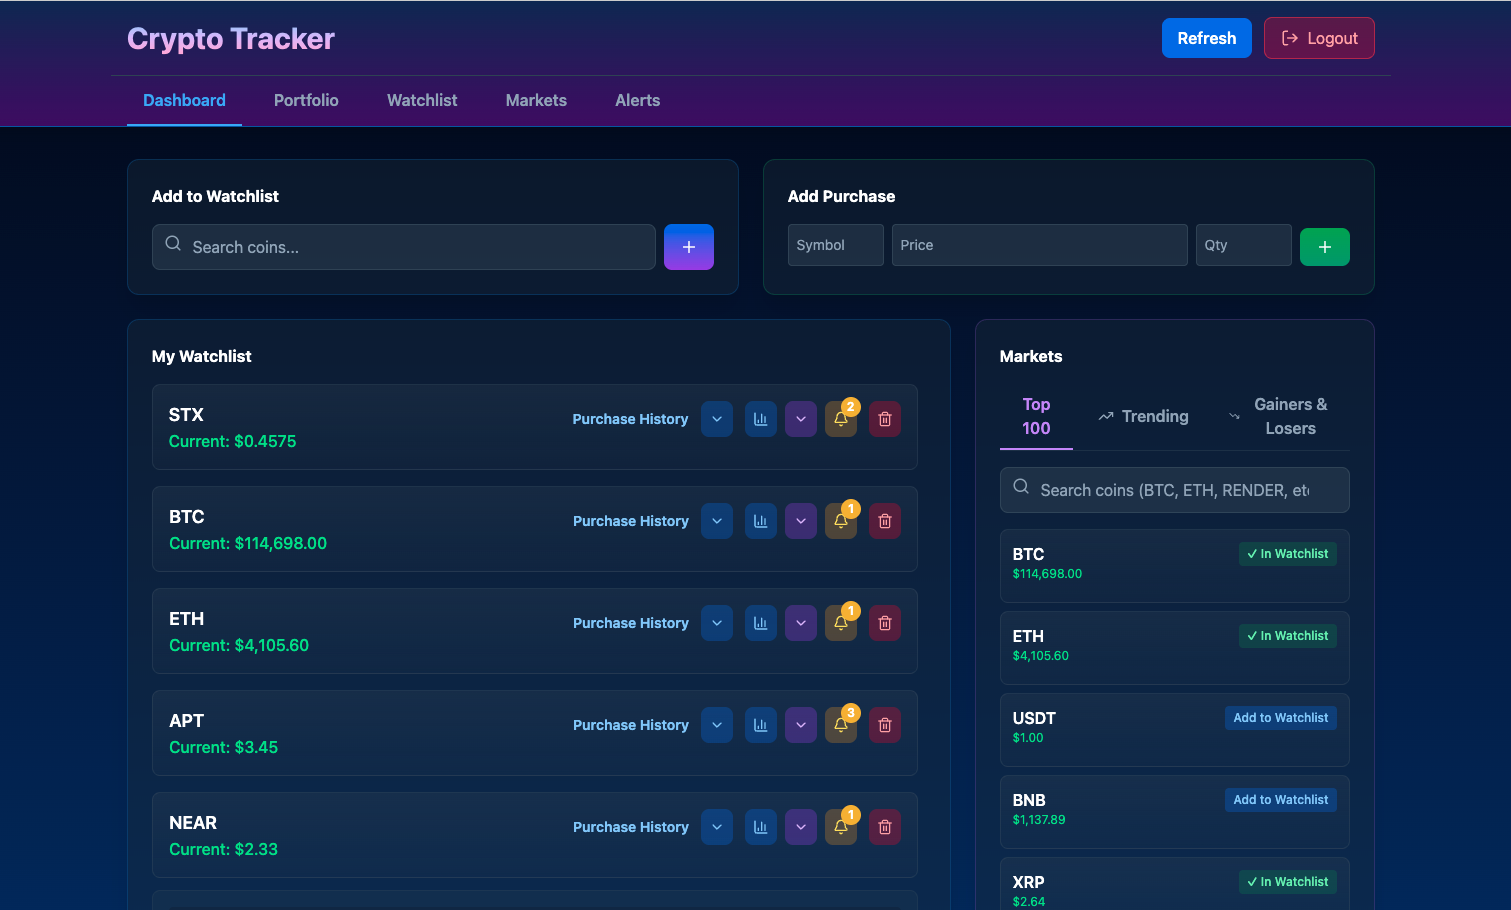 Crypto Tracker
Refresh
Logout
Dashboard
Portfolio
Watchlist
Markets
Alerts
Add to Watchlist
Search coins...
Add Purchase
Symbol
Price
Qty
My Watchlist
STX
Current: $0.4575
Purchase History
2
BTC
Current: $114,698.00
Purchase History
1
ETH
Current: $4,105.60
Purchase History
1
APT
Current: $3.45
Purchase History
3
NEAR
Current: $2.33
Purchase History
1
Markets
Top
100
Trending
Gainers &
Losers
Search coins (BTC, ETH, RENDER, etc
BTC
$114,698.00
✓ In Watchlist
ETH
$4,105.60
✓ In Watchlist
USDT
$1.00
Add to Watchlist
BNB
$1,137.89
Add to Watchlist
XRP
$2.64
✓ In Watchlist